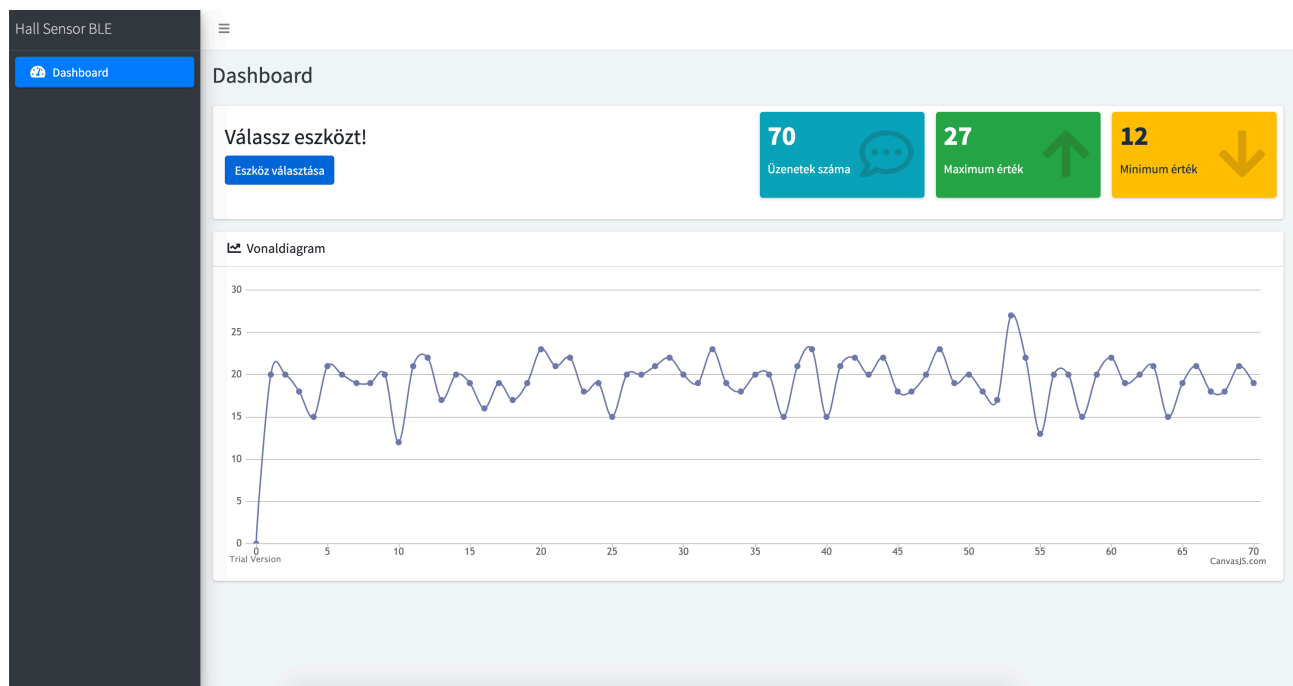 Hall Sensor BLE
Dashboard
Dashboard
Válassz eszközt!
Eszköz választása
70
Üzenetek száma
27
Maximum érték
12
Minimum érték
Vonaldiagram
30
25
20
15
10
5
0
0 5 10 15 20 25 30 35 40 45 50 55 60 65 70
Trial Version
CanvasJS.com